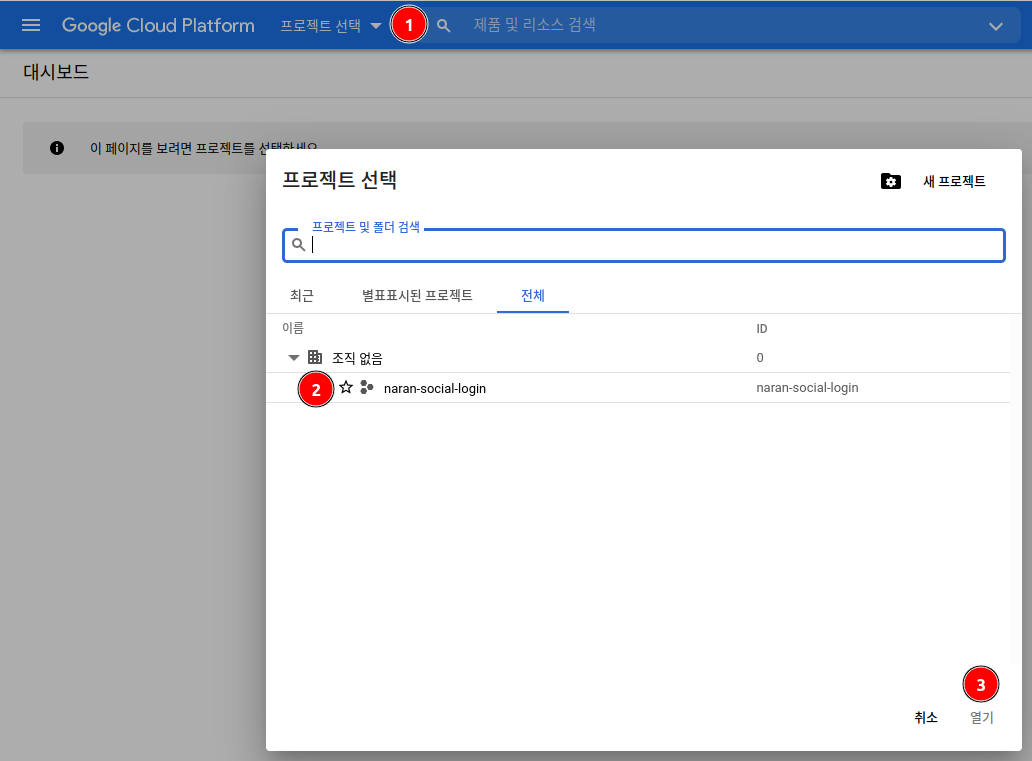 Google Cloud Platform 프로젝트 선택 1 제품 및 리소스 검색
대시보드
이 페이지를 보려면 프로젝트를 선택하세요
프로젝트 선택 새 프로젝트
프로젝트 및 폴더 검색
최근 별표표시된 프로젝트 전체
이름 ID
조직 없음 0
2 naran-social-login naran-social-login
3
취소 열기